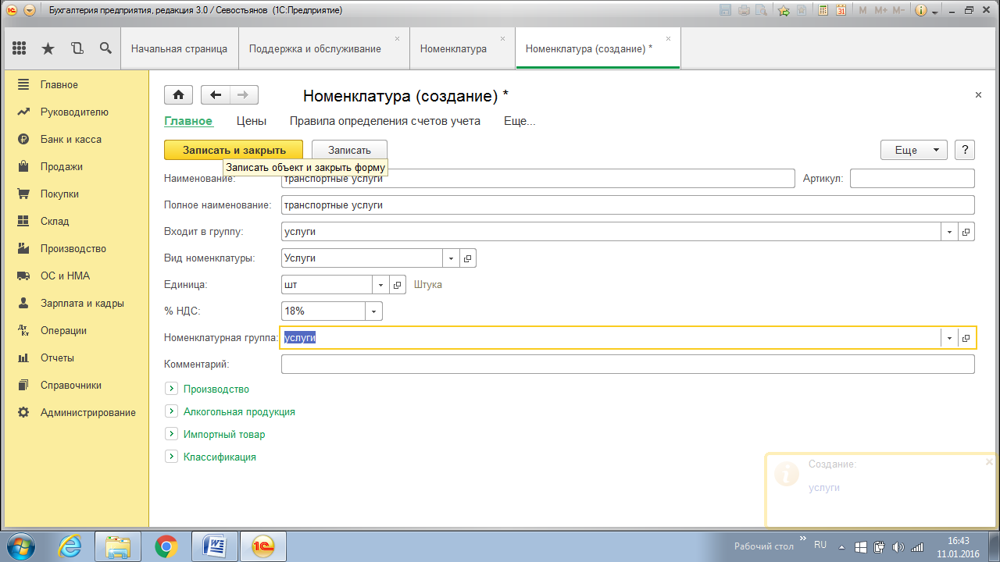 Бухгалтерия предприятия, редакция 3.0 / Севостьянов (1С:Предприятие)
M M+ M-
Начальная страница
Поддержка и обслуживание
Номенклатура
Номенклатура (создание) *
Главное
Руководителю
Банк и касса
Продажи
Покупки
Склад
Производство
ОС и НМА
Зарплата и кадры
Операции
Отчеты
Справочники
Администрирование
Номенклатура (создание) *
Главное Цены Правила определения счетов учета Еще...
Записать и закрыть Записать Еще ?
Записать объект и закрыть форму
Наименование: транспортные услуги Артикул:
Полное наименование: транспортные услуги
Входит в группу: услуги
Вид номенклатуры: Услуги
Единица: шт Штука
% НДС: 18%
Номенклатурная группа: услуги
Комментарий:
Производство
Алкогольная продукция
Импортный товар
Классификация
Создание:
услуги
Рабочий стол » RU 16:43
11.01.2016